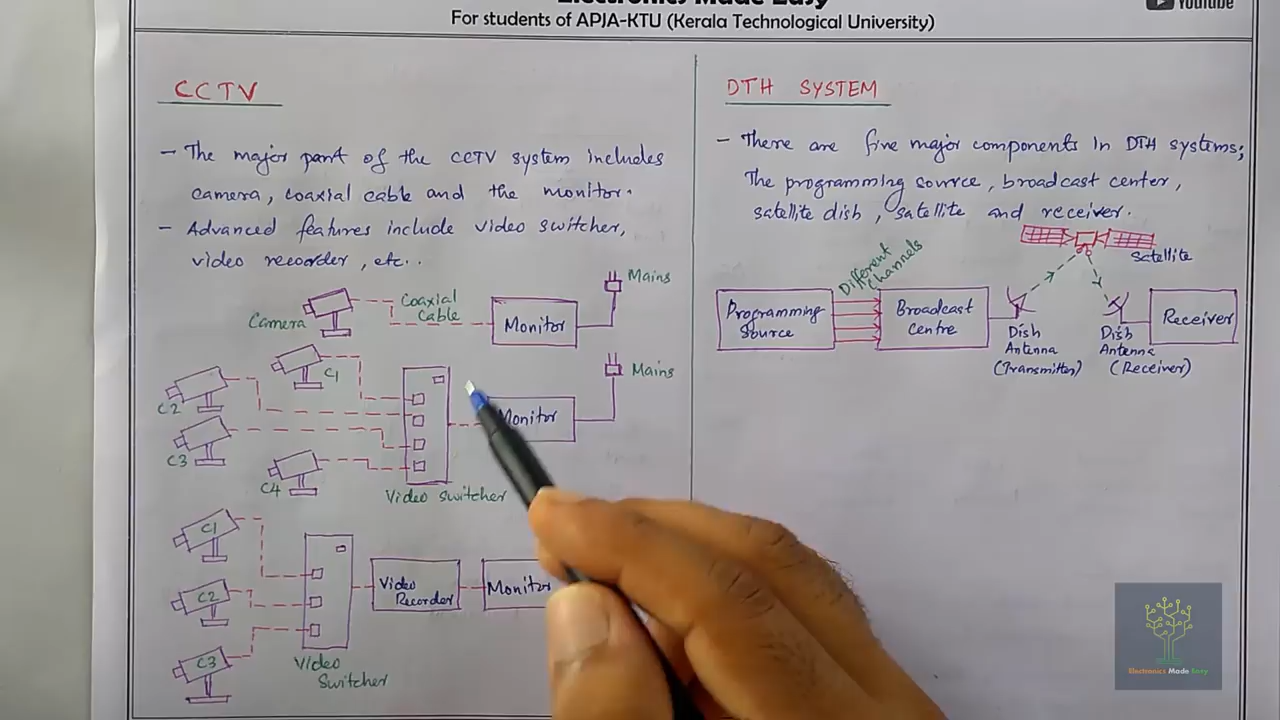 Electronics Made Easy
For students of APJA-KTU (Kerala Technological University)
YouTube
CCTV
- The major part of the CCTV system includes
camera, coaxial cable and the monitor.
- Advanced features include video switcher,
video recorder, etc..
Camera
Coaxial
Cable
Monitor
Mains
C1
C2
C3
C4
Video switcher
Monitor
Mains
C1
C2
C3
Video
Switcher
Video
Recorder
Monitor
DTH SYSTEM
- There are five major components in DTH systems;
The programming source, broadcast center,
satellite dish, satellite and receiver.
Satellite
Different
Channels
Programming
Source
Broadcast
Centre
Dish
Antenna
(Transmitter)
Dish
Antenna
(Receiver)
Receiver
Electronics Made Easy